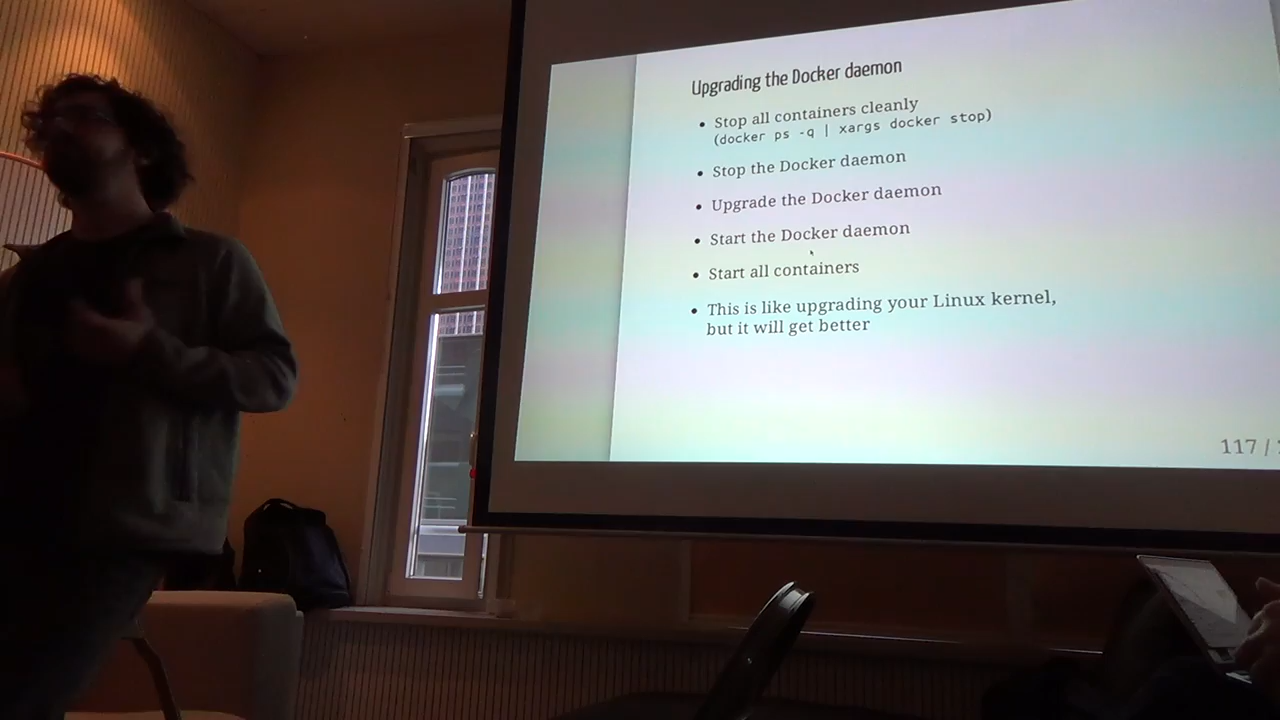 Upgrading the Docker daemon
• Stop all containers cleanly
(docker ps -q | xargs docker stop)
• Stop the Docker daemon
• Upgrade the Docker daemon
• Start the Docker daemon
• Start all containers
• This is like upgrading your Linux kernel,
but it will get better
117 /